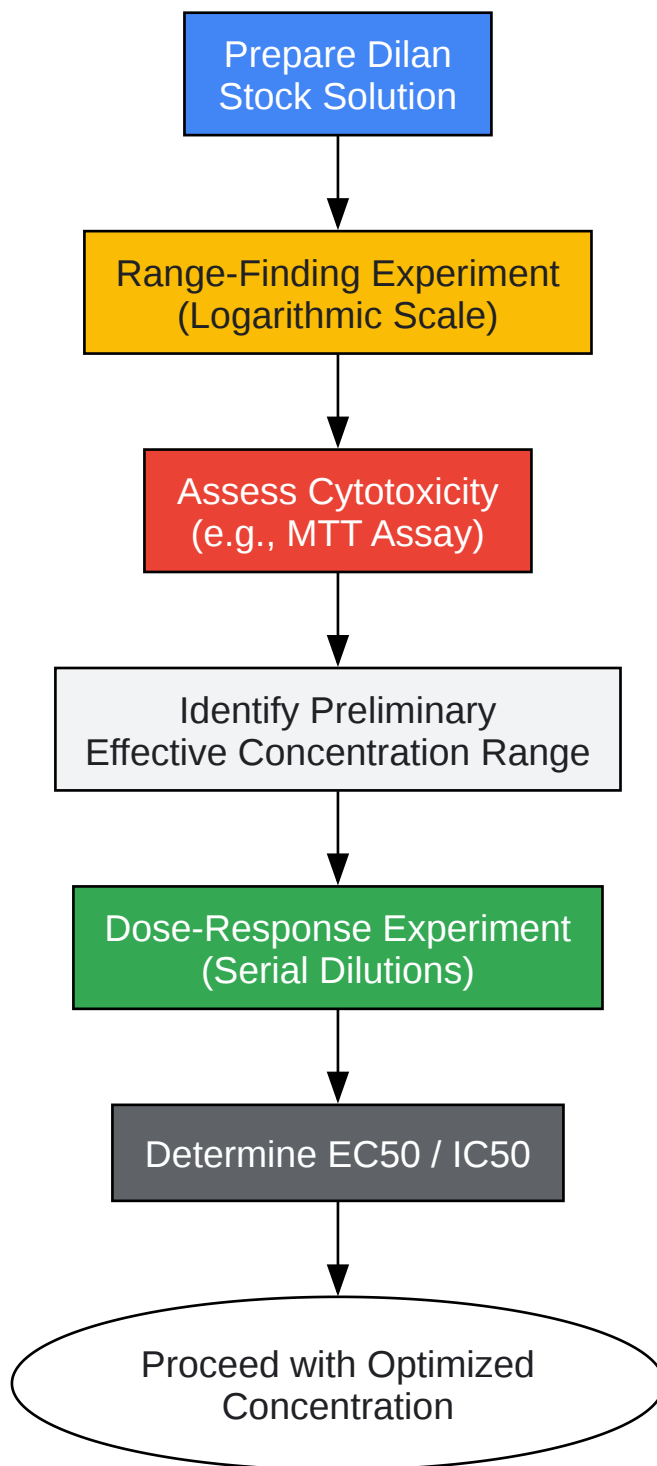 Prepare Dilan
Stock Solution
Range-Finding Experiment
(Logarithmic Scale)
Assess Cytotoxicity
(e.g., MTT Assay)
Identify Preliminary
Effective Concentration Range
Dose-Response Experiment
(Serial Dilutions)
Determine EC50 / IC50
Proceed with Optimized
Concentration